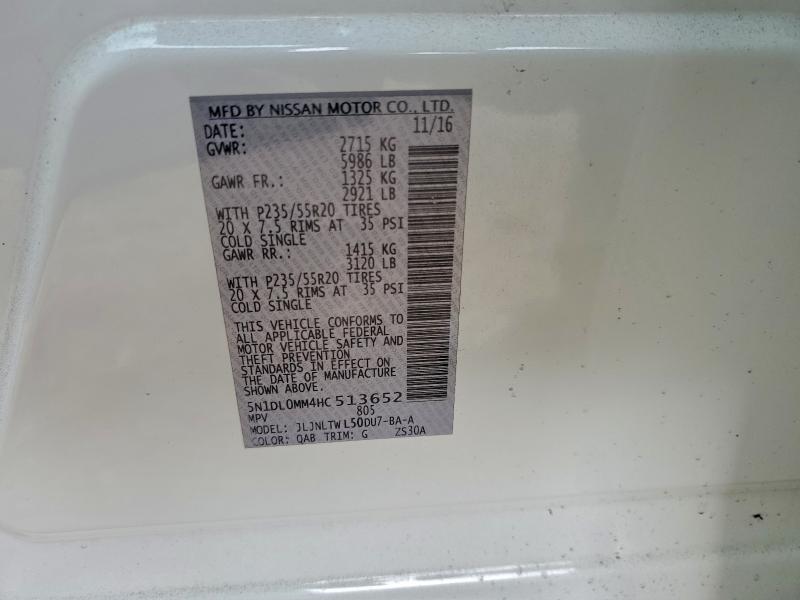 MFD BY NISSAN MOTOR CO., LTD.
DATE: 11/16
GVWR: 2715 KG
5986 LB
GAWR FR.: 1325 KG
2921 LB
WITH P235/55R20 TIRES
20 X 7.5 RIMS AT 35 PSI
COLD SINGLE
GAWR RR.: 1415 KG
3120 LB
WITH P235/55R20 TIRES
20 X 7.5 RIMS AT 35 PSI
COLD SINGLE
THIS VEHICLE CONFORMS TO
ALL APPLICABLE FEDERAL
MOTOR VEHICLE SAFETY AND
THEFT PREVENTION
STANDARDS IN EFFECT ON
THE DATE OF MANUFACTURE
SHOWN ABOVE.
5N1DL0MM4HC 513652
MPV 805
MODEL: JLJNLTW L50DU7-BA-A
COLOR: QAB TRIM: G ZS30A